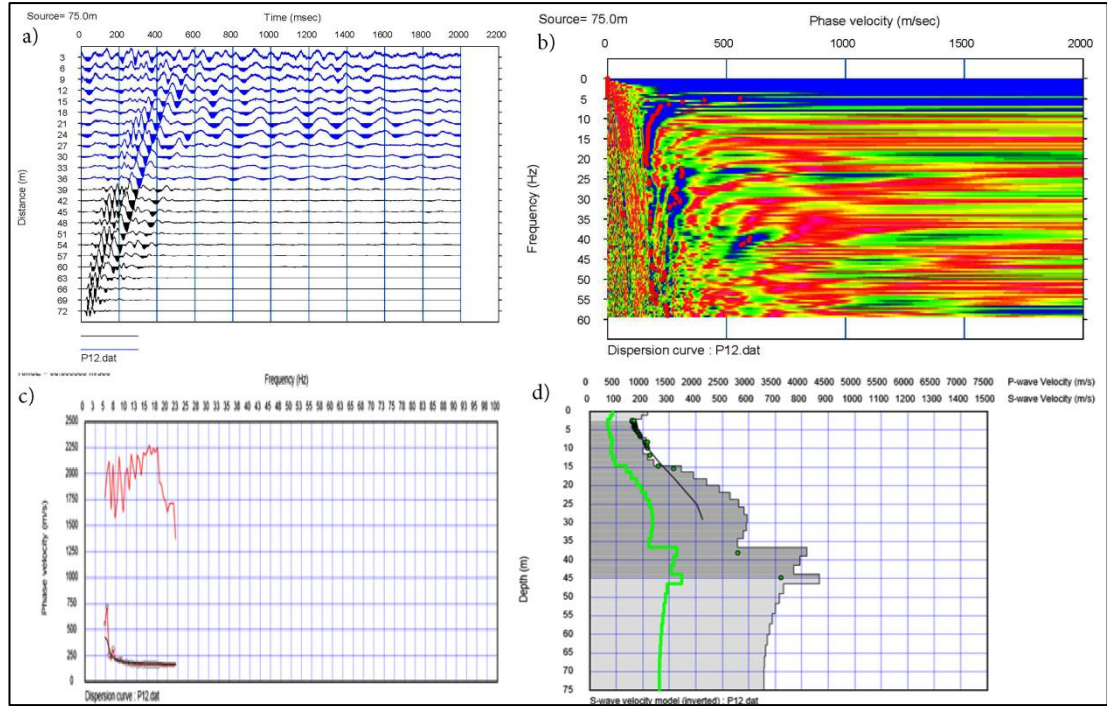 Source= 75.0m
Time (msec)
a)
0 200 400 600 800 1000 1200 1400 1600 1800 2000 2200
Distance (m)
3
6
9
12
15
18
21
24
27
30
33
36
39
42
45
48
51
54
57
60
63
66
69
72
P12.dat
Source= 75.0m
Phase velocity (m/sec)
b)
0 500 1000 1500 2000
Frequency (Hz)
0
5
10
15
20
25
30
35
40
45
50
55
60
Dispersion curve : P12.dat
c)
Frequency (Hz)
0 3 5 8 10 13 15 18 20 23 25 28 30 33 35 38 40 43 45 48 50 53 55 58 60 63 65 68 70 73 75 78 80 83 85 88 90 93 95 98 100
Phase velocity (m/s)
2500
2250
2000
1750
1500
1250
1000
750
500
250
0
Dispersion curve : P12.dat
d)
0 500 1000 1500 2000 2500 3000 3500 4000 4500 5000 5500 6000 6500 7000 7500 P-wave Velocity (m/s)
0 100 200 300 400 500 600 700 800 900 1000 1100 1200 1300 1400 1500 S-wave Velocity (m/s)
Depth (m)
0
5
10
15
20
25
30
35
40
45
50
55
60
65
70
75
S-wave velocity model (inverted) : P12.dat